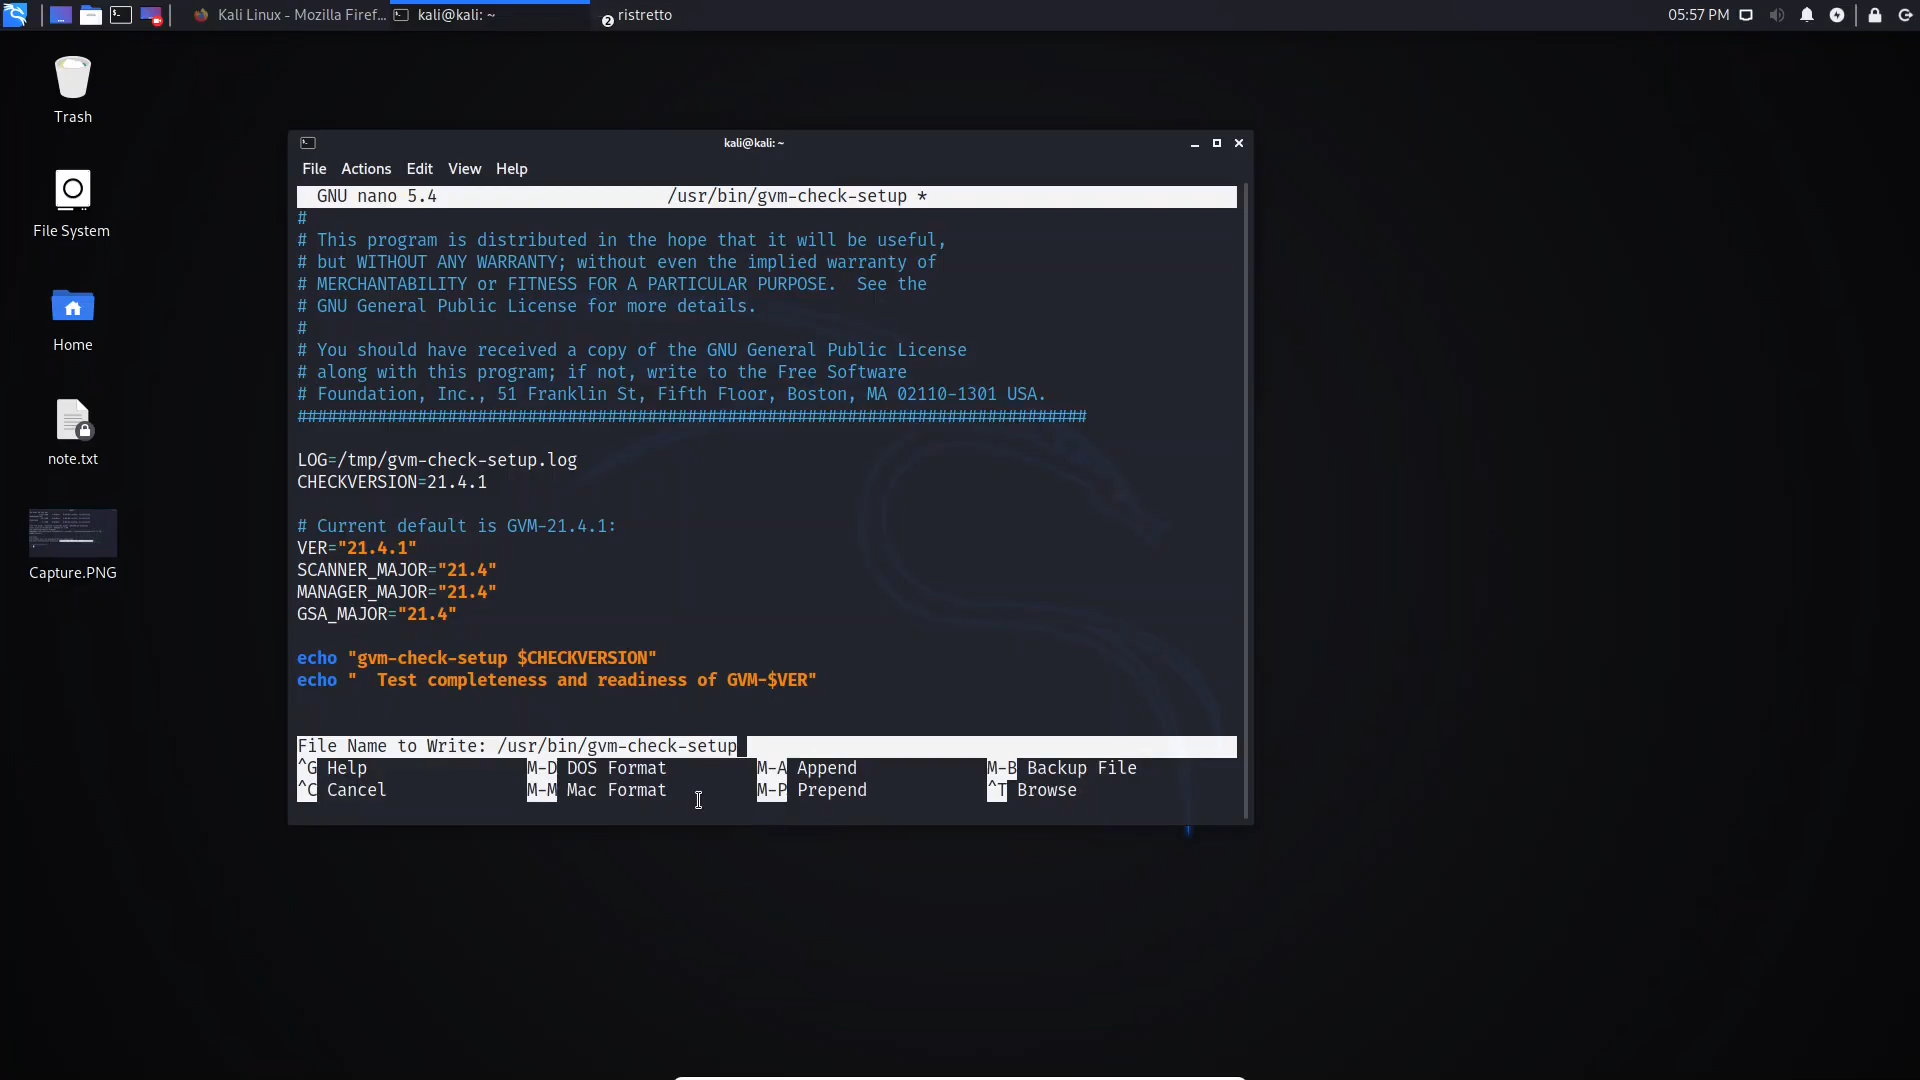 Kali Linux - Mozilla Firef...
kali@kali: ~
2
ristretto
05:57 PM
Trash
File System
Home
note.txt
Capture.PNG
kali@kali: ~
File Actions Edit View Help
GNU nano 5.4 /usr/bin/gvm-check-setup *
#
# This program is distributed in the hope that it will be useful,
# but WITHOUT ANY WARRANTY; without even the implied warranty of
# MERCHANTABILITY or FITNESS FOR A PARTICULAR PURPOSE.  See the
# GNU General Public License for more details.
#
# You should have received a copy of the GNU General Public License
# along with this program; if not, write to the Free Software
# Foundation, Inc., 51 Franklin St, Fifth Floor, Boston, MA 02110-1301 USA.
###############################################################################
LOG=/tmp/gvm-check-setup.log
CHECKVERSION=21.4.1
# Current default is GVM-21.4.1:
VER="21.4.1"
SCANNER_MAJOR="21.4"
MANAGER_MAJOR="21.4"
GSA_MAJOR="21.4"
echo "gvm-check-setup $CHECKVERSION"
echo "  Test completeness and readiness of GVM-$VER"
File Name to Write: /usr/bin/gvm-check-setup
^G Help M-D DOS Format M-A Append M-B Backup File
^C Cancel M-M Mac Format M-P Prepend ^T Browse